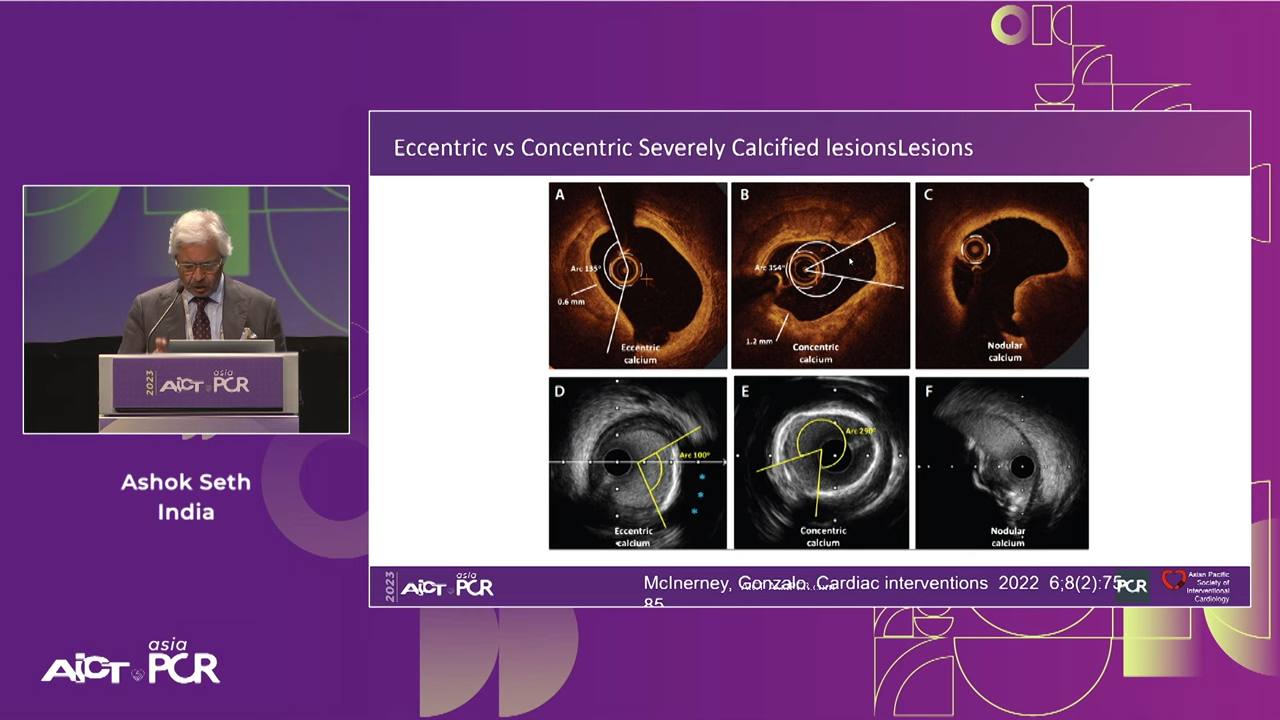 Eccentric vs Concentric Severely Calcified lesionsLesions
A
Arc 135°
0.6 mm
Eccentric
calcium
B
Arc 354°
1.2 mm
Concentric
calcium
C
Nodular
calcium
D
Arc 100°
***
Eccentric
calcium
E
Arc 290°
Concentric
calcium
F
Nodular
calcium
2023 AICT asia PCR
Ashok Seth
India
2023 AICT asia PCR
McInerney, Gonzalo, Cardiac interventions 2022 6;8(2):75
85
PCR
Asian Pacific
Society of
Interventional
Cardiology
asia
AICT PCR